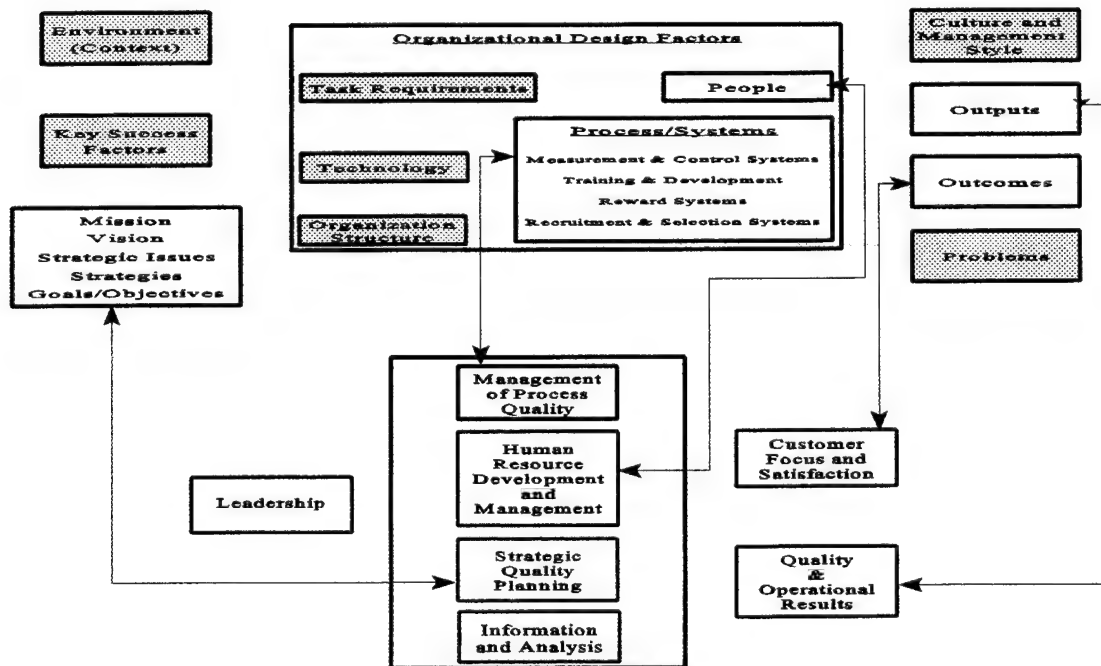 Environment
(Context)
Key Success
Factors
Mission
Vision
Strategic Issues
Strategies
Goals/Objectives
Organizational Design Factors
Task Requirements
People
Technology
Organization
Structure
Process/Systems
Measurement & Control Systems
Training & Development
Reward Systems
Recruitment & Selection Systems
Culture and
Management
Style
Outputs
Outcomes
Problems
Leadership
Management
of Process
Quality
Human
Resource
Development
and
Management
Strategic
Quality
Planning
Information
and Analysis
Customer
Focus and
Satisfaction
Quality
&
Operational
Results